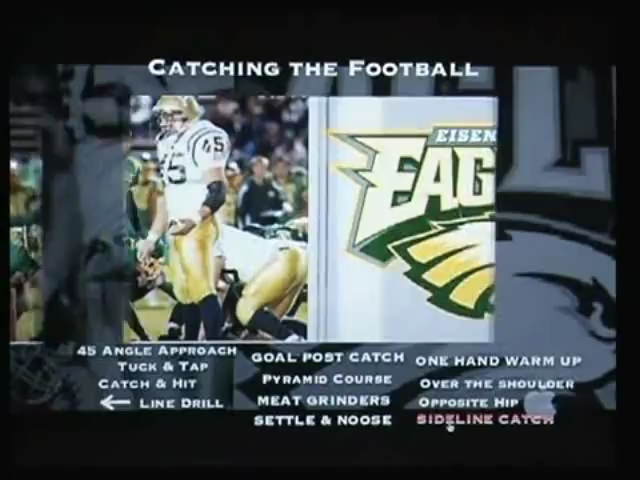 CATCHING THE FOOTBALL
45
EISEN
EAG
45 ANGLE APPROACH
TUCK & TAP
CATCH & HIT
LINE DRILL
GOAL POST CATCH
PYRAMID COURSE
MEAT GRINDERS
SETTLE & NOOSE
ONE HAND WARM UP
OVER THE SHOULDER
OPPOSITE HIP
SIDELINE CATCH